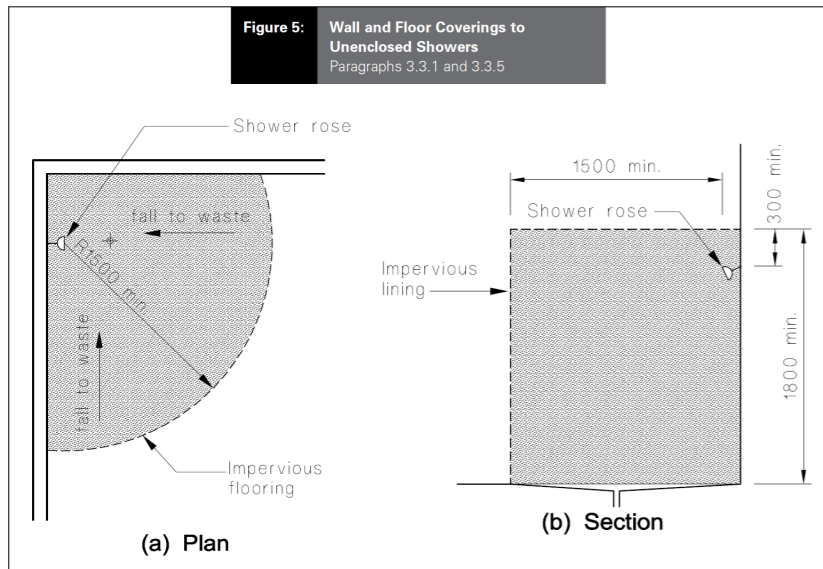 Figure 5:
Wall and Floor Coverings to
Unenclosed Showers
Paragraphs 3.3.1 and 3.3.5
Shower rose
fall to waste
R1500 min.
fall to waste
Impervious
flooring
(a) Plan
1500 min.
300 min.
Shower rose
Impervious
lining
1800 min.
(b) Section